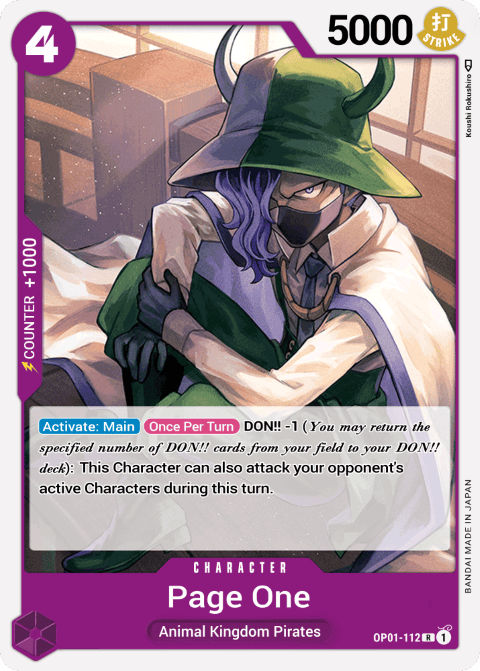 4
5000
打
STRIKE
Koushi Rokushiro
COUNTER +1000
Activate: Main Once Per Turn DON!! -1 (You may return the
specified number of DON!! cards from your field to your DON!!
deck): This Character can also attack your opponent's
active Characters during this turn.
BANDAI MADE IN JAPAN
CHARACTER
Page One
Animal Kingdom Pirates
OP01-112 R 1